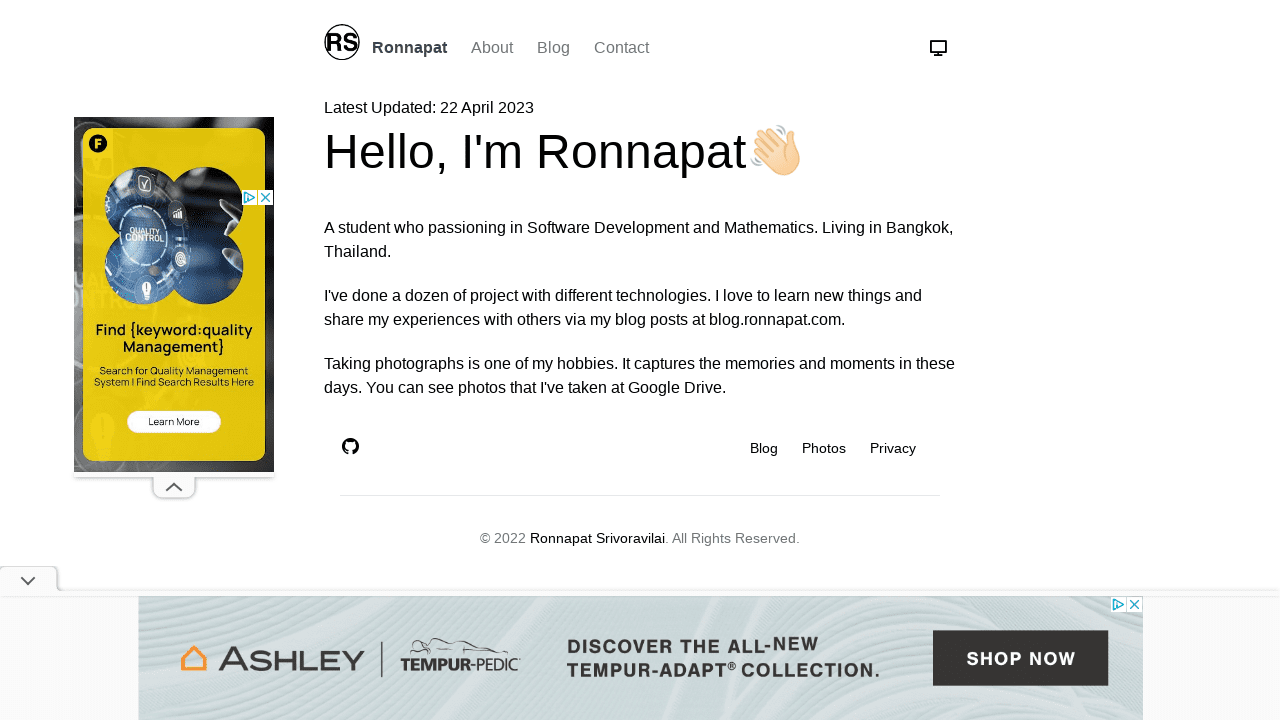 RS
Ronnapat About Blog Contact
Latest Updated: 22 April 2023
Hello, I'm Ronnapat
A student who passioning in Software Development and Mathematics. Living in Bangkok,
Thailand.
I've done a dozen of project with different technologies. I love to learn new things and
share my experiences with others via my blog posts at blog.ronnapat.com.
Taking photographs is one of my hobbies. It captures the memories and moments in these
days. You can see photos that I've taken at Google Drive.
Blog Photos Privacy
© 2022 Ronnapat Srivoravilai. All Rights Reserved.
F
QUALITY
CONTROL
Find {keyword:quality
Management}
Search for Quality Management
System | Find Search Results Here
Learn More
ASHLEY
TEMPUR-PEDIC®
DISCOVER THE ALL-NEW
TEMPUR-ADAPT® COLLECTION.
SHOP NOW